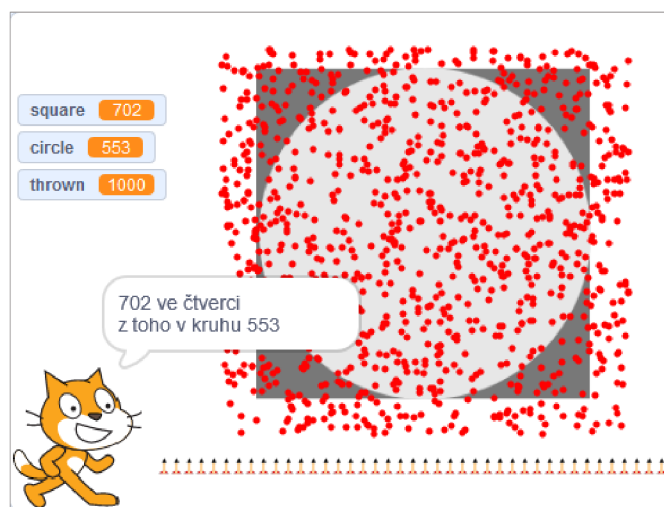 square 702
circle 553
thrown 1000
702 ve čtverci
z toho v kruhu 553